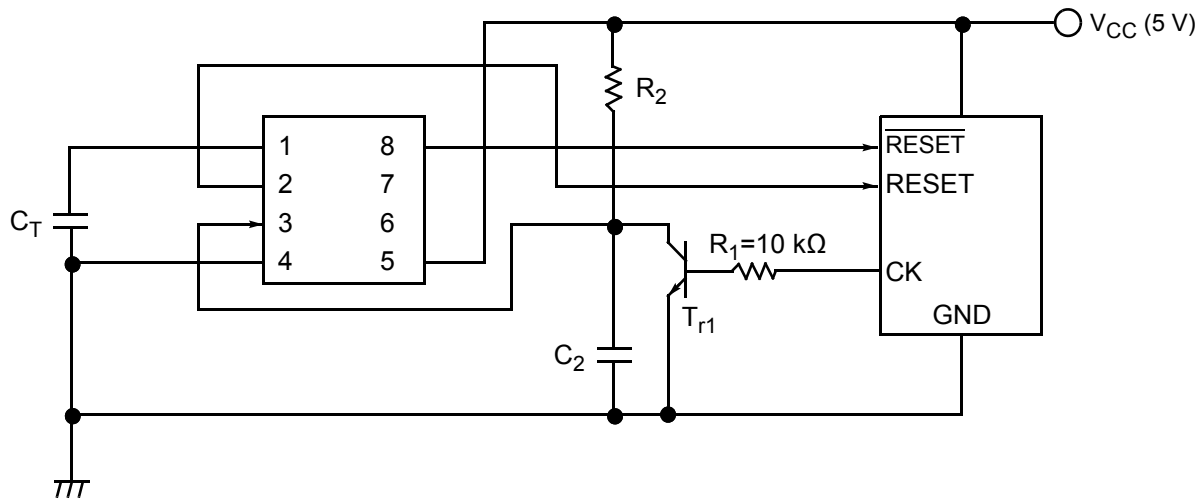 V_CC (5 V)
R_2
1 8
2 7
3 6
4 5
C_T
R̅E̅S̅E̅T̅
RESET
R_1=10 kΩ
CK
T_r1
GND
C_2